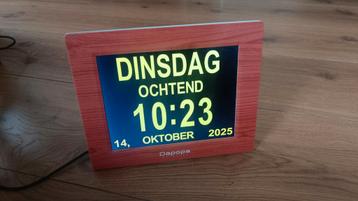 DINSDAG
OCHTEND
10:23
14, OKTOBER 2025
Dapopa